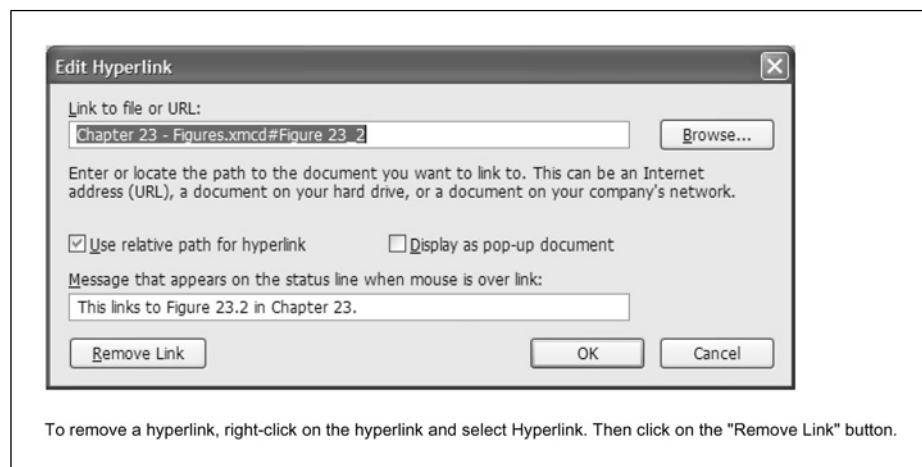 Edit Hyperlink
Link to file or URL:
Chapter 23 - Figures.xmcd#Figure 23_2
Browse...
Enter or locate the path to the document you want to link to. This can be an Internet
address (URL), a document on your hard drive, or a document on your company's network.
Use relative path for hyperlink
Display as pop-up document
Message that appears on the status line when mouse is over link:
This links to Figure 23.2 in Chapter 23.
Remove Link
OK
Cancel
To remove a hyperlink, right-click on the hyperlink and select Hyperlink. Then click on the "Remove Link" button.